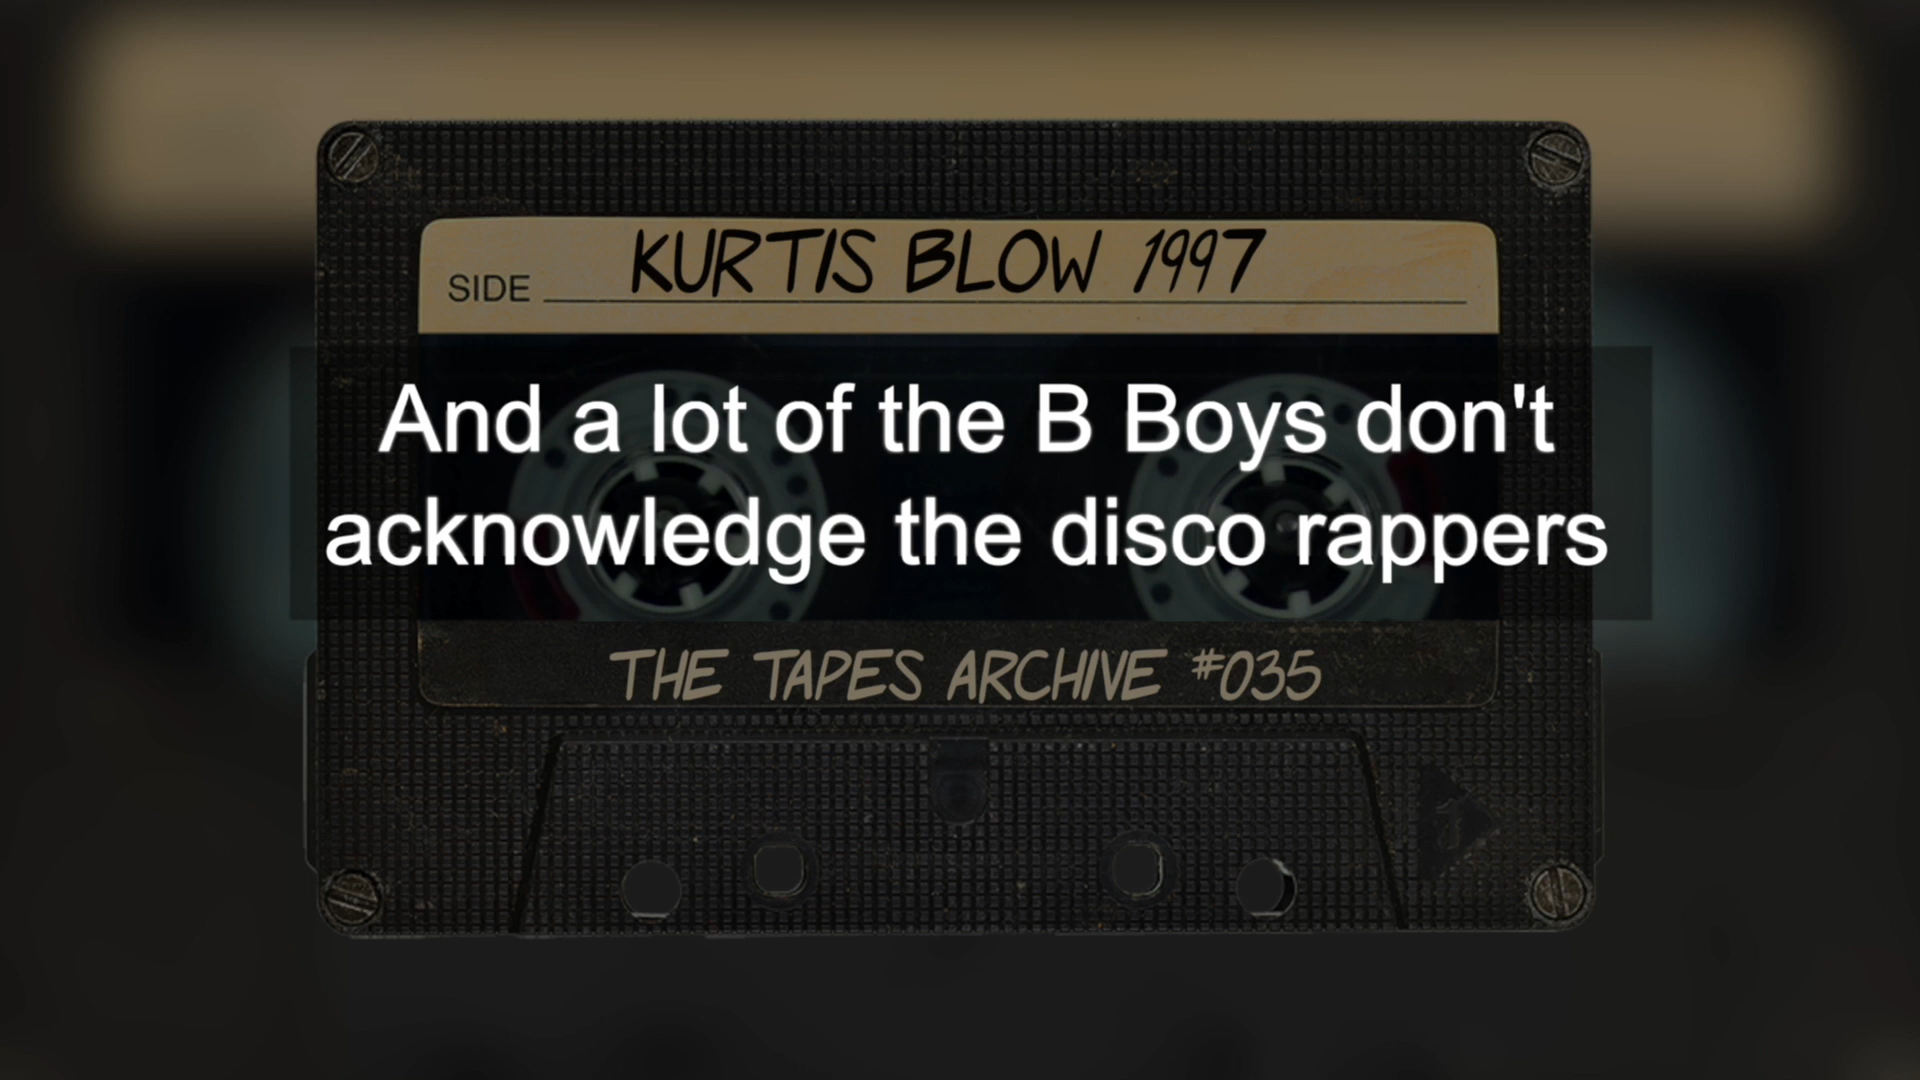 KURTIS BLOW 1997
SIDE
And a lot of the B Boys don't
acknowledge the disco rappers
THE TAPES ARCHIVE #035